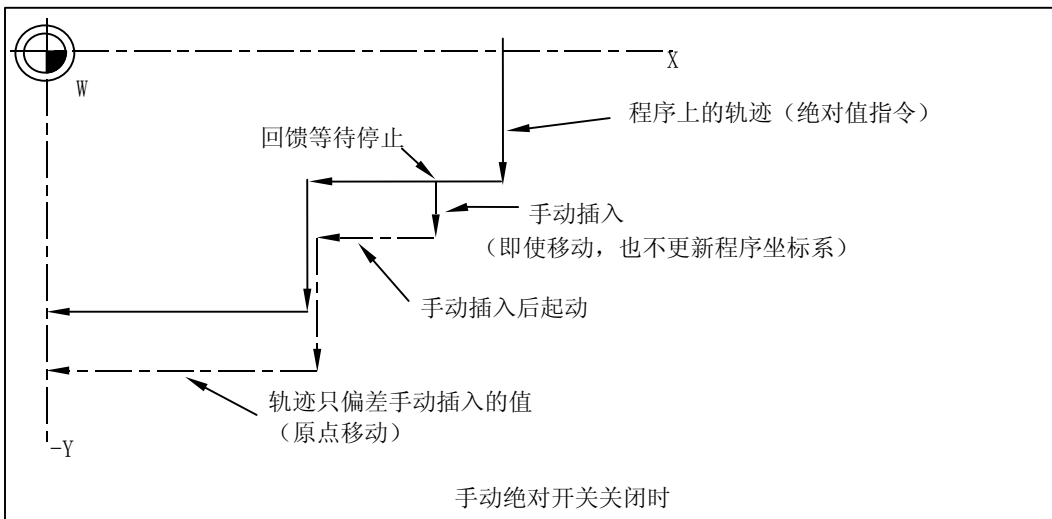 X
W
程序上的轨迹（绝对值指令）
回馈等待停止
手动插入
（即使移动，也不更新程序坐标系）
手动插入后起动
轨迹只偏差手动插入的值
（原点移动）
-Y
手动绝对开关关闭时